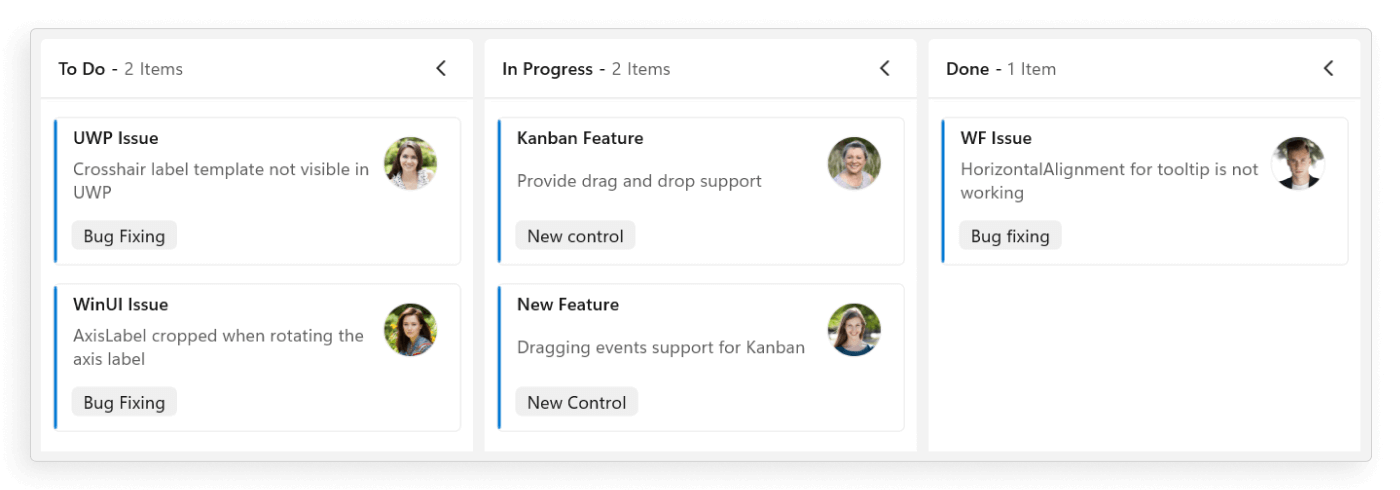 To Do - 2 Items
UWP Issue
Crosshair label template not visible in
UWP
Bug Fixing
WinUI Issue
AxisLabel cropped when rotating the
axis label
Bug Fixing
In Progress - 2 Items
Kanban Feature
Provide drag and drop support
New control
New Feature
Dragging events support for Kanban
New Control
Done - 1 Item
WF Issue
HorizontalAlignment for tooltip is not
working
Bug fixing